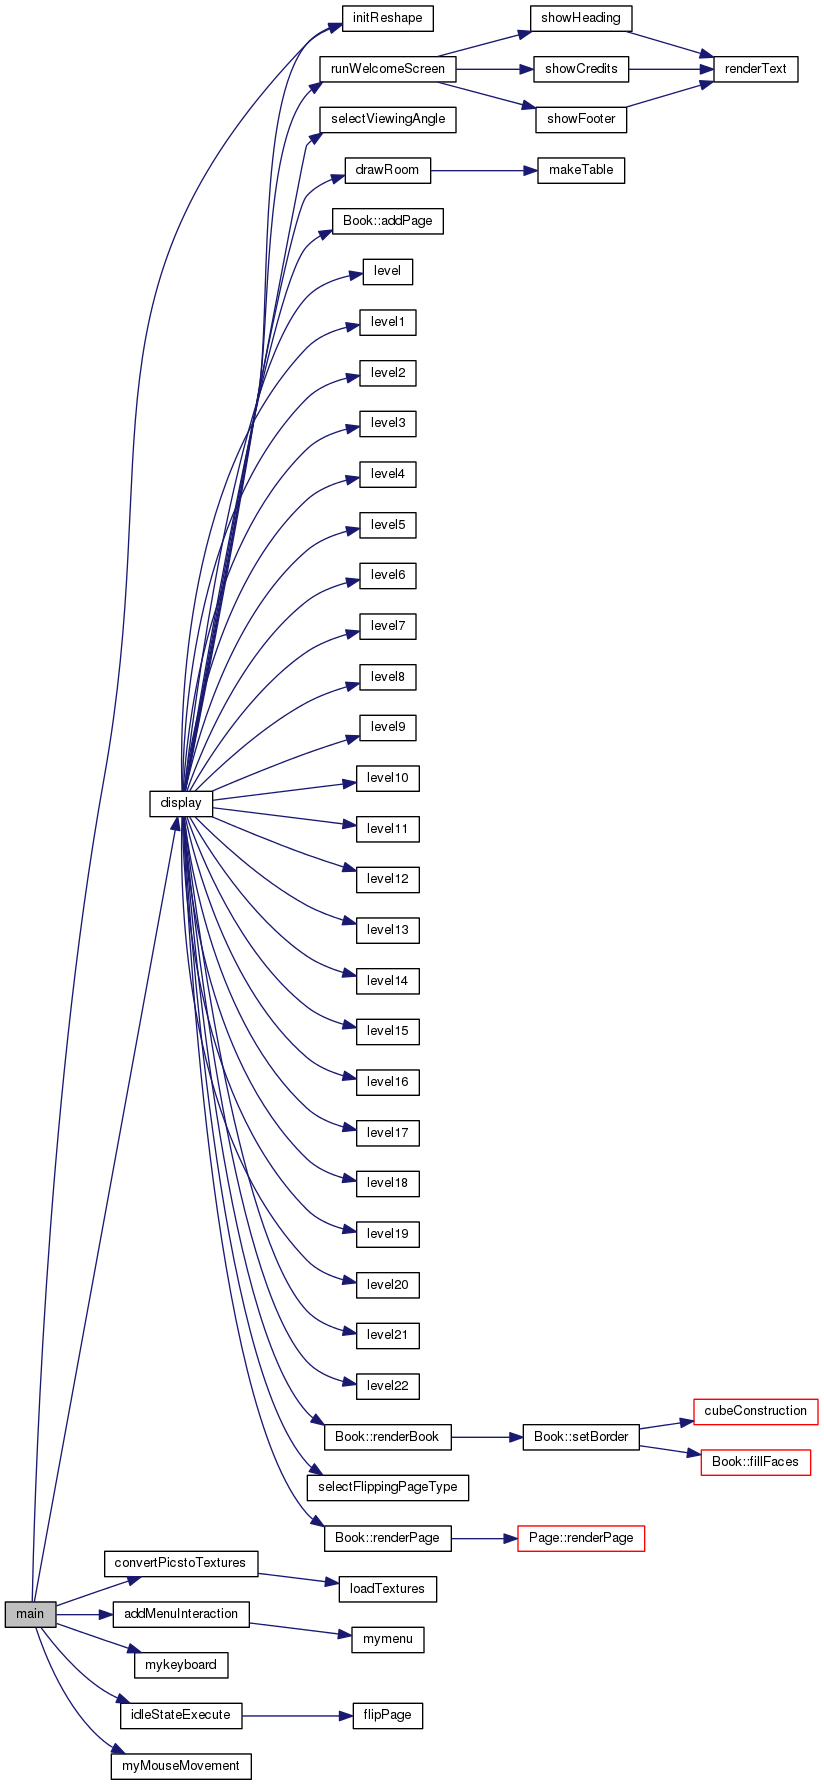 initReshape
showHeading
runWelcomeScreen
showCredits
renderText
selectViewingAngle
showFooter
drawRoom
makeTable
Book::addPage
level
level1
level2
level3
level4
level5
level6
level7
level8
level9
level10
display
level11
level12
level13
level14
level15
level16
level17
level18
level19
level20
level21
level22
cubeConstruction
Book::renderBook
Book::setBorder
Book::fillFaces
selectFlippingPageType
Book::renderPage
Page::renderPage
convertPicstoTextures
loadTextures
main
addMenuInteraction
mymenu
mykeyboard
idleStateExecute
flipPage
myMouseMovement